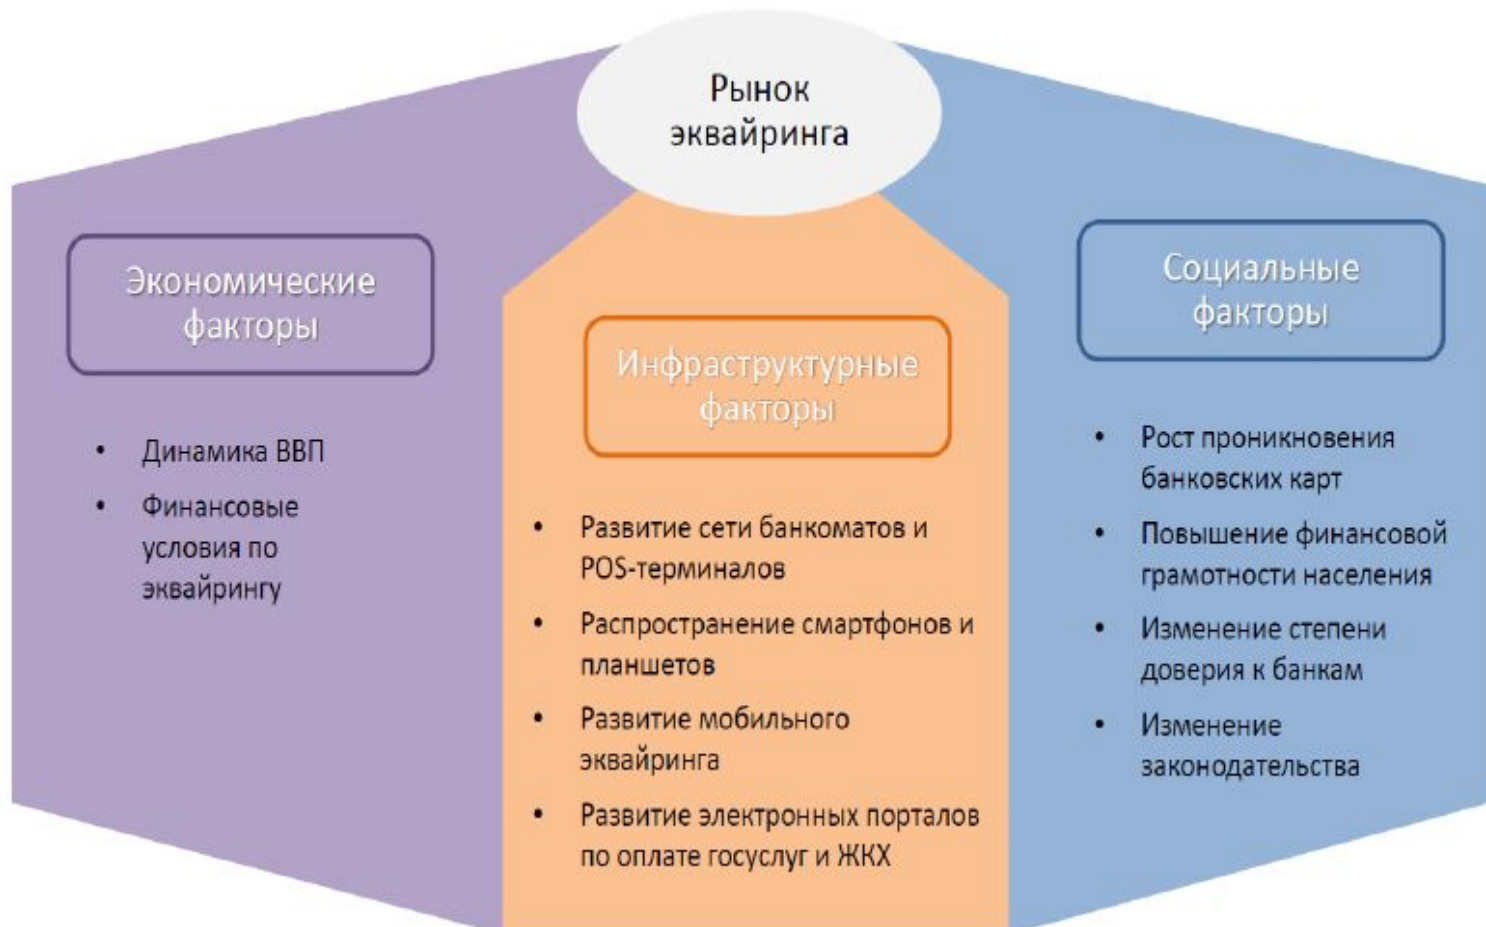 Рынок
эквайринга
Экономические
факторы
• Динамика ВВП
• Финансовые
условия по
эквайрингу
Инфраструктурные
факторы
• Развитие сети банкоматов и
POS-терминалов
• Распространение смартфонов и
планшетов
• Развитие мобильного
эквайринга
• Развитие электронных порталов
по оплате госуслуг и ЖКХ
Социальные
факторы
• Рост проникновения
банковских карт
• Повышение финансовой
грамотности населения
• Изменение степени
доверия к банкам
• Изменение
законодательства